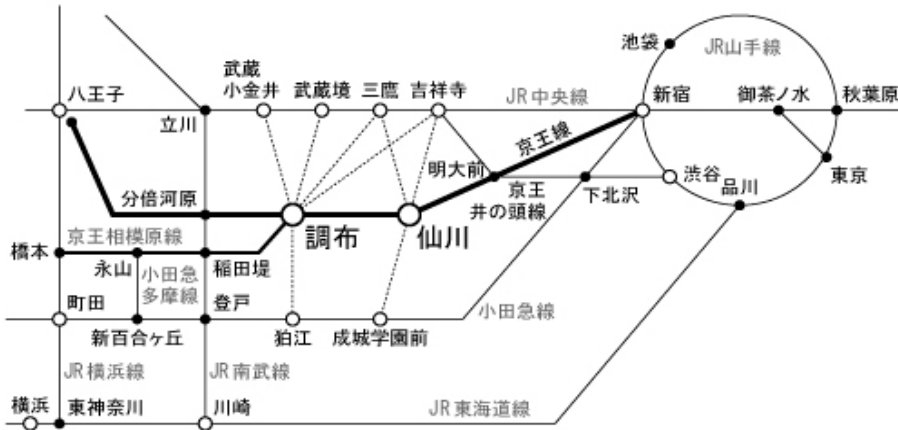 池袋
JR山手線
八王子
武蔵
小金井
武蔵境
三鷹
吉祥寺
JR中央線
新宿
御茶ノ水
秋葉原
立川
京王線
明大前
京王
井の頭線
下北沢
渋谷
東京
品川
分倍河原
調布
仙川
京王相模原線
橋本
永山
小田急
多摩線
稲田堤
町田
登戸
小田急線
新百合ヶ丘
狛江
成城学園前
JR横浜線
JR南武線
横浜
東神奈川
川崎
JR東海道線